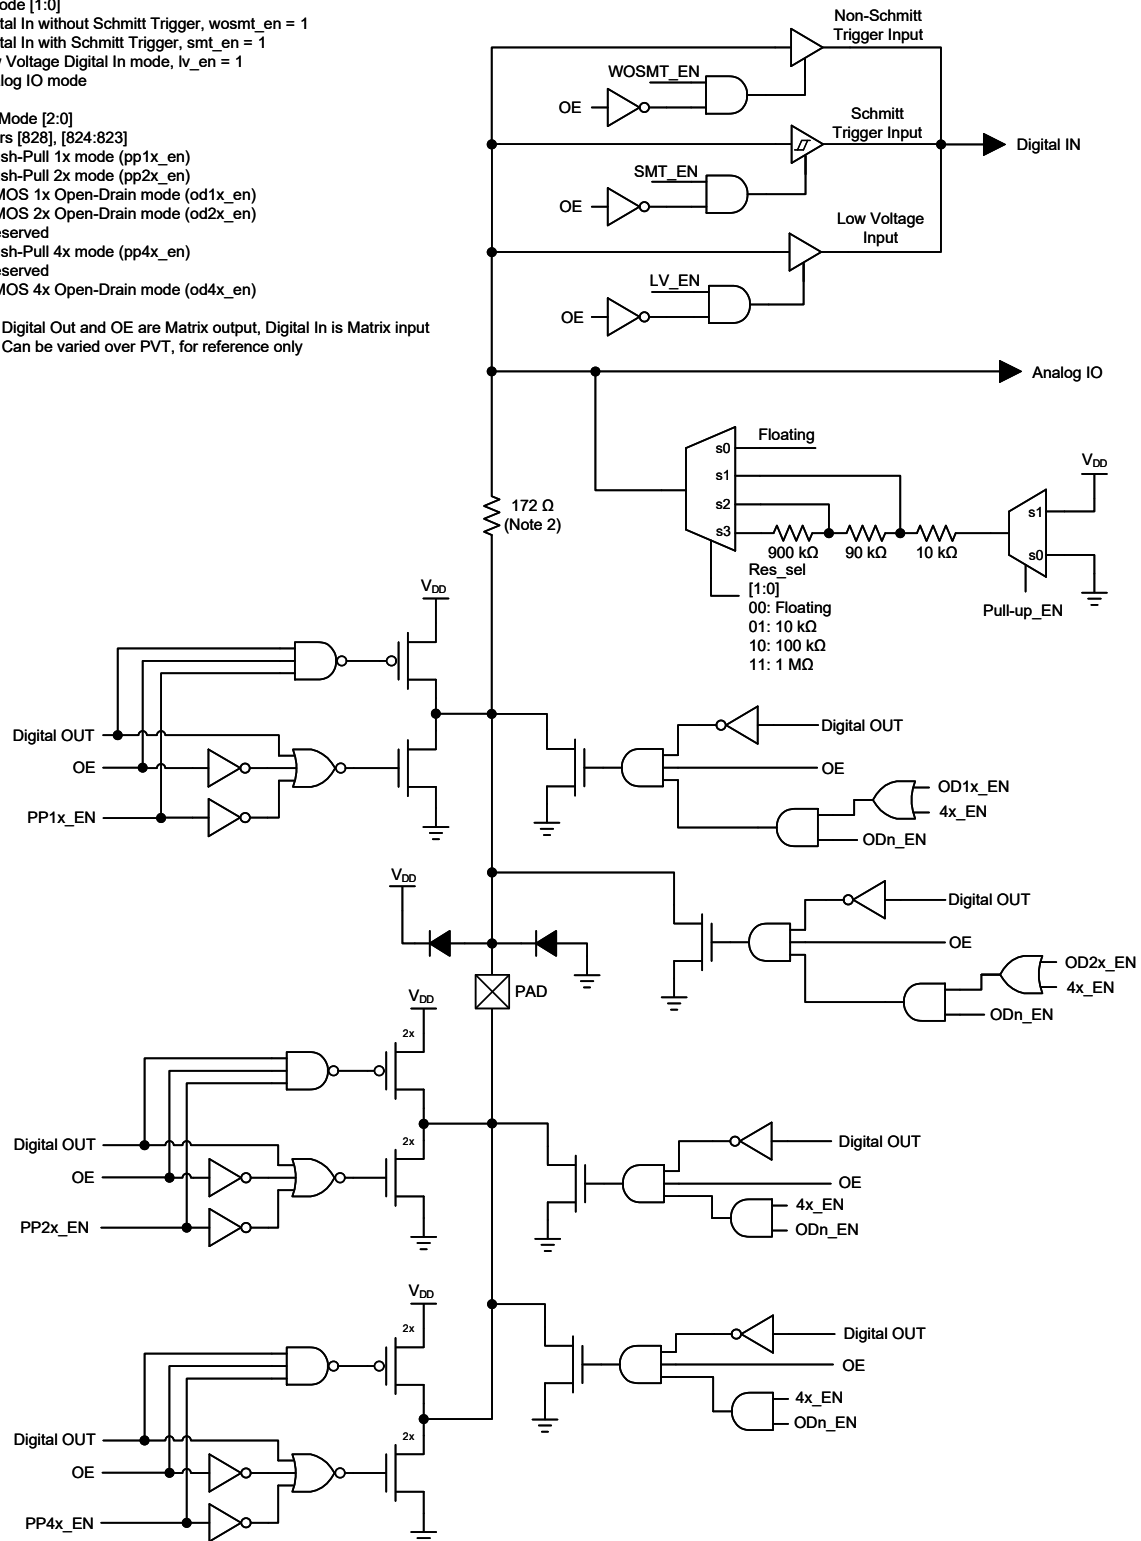 ode [1:0]
tal In without Schmitt Trigger, wosmt_en = 1
tal In with Schmitt Trigger, smt_en = 1
Voltage Digital In mode, lv_en = 1
log IO mode
Mode [2:0]
rs [828], [824:823]
sh-Pull 1x mode (pp1x_en)
sh-Pull 2x mode (pp2x_en)
MOS 1x Open-Drain mode (od1x_en)
MOS 2x Open-Drain mode (od2x_en)
served
sh-Pull 4x mode (pp4x_en)
served
MOS 4x Open-Drain mode (od4x_en)
Digital Out and OE are Matrix output, Digital In is Matrix input
Can be varied over PVT, for reference only
Non-Schmitt
Trigger Input
WOSMT_EN
OE
Schmitt
Trigger Input
Digital IN
SMT_EN
OE
Low Voltage
Input
LV_EN
OE
Analog IO
Floating
s0
s1
s2
s3
900 kΩ
90 kΩ
10 kΩ
VDD
s1
s0
Pull-up_EN
Res_sel
[1:0]
00: Floating
01: 10 kΩ
10: 100 kΩ
11: 1 MΩ
172 Ω
(Note 2)
VDD
Digital OUT
OE
PP1x_EN
Digital OUT
OE
OD1x_EN
4x_EN
ODn_EN
VDD
PAD
Digital OUT
OE
OD2x_EN
4x_EN
ODn_EN
VDD
2x
2x
Digital OUT
OE
PP2x_EN
Digital OUT
OE
4x_EN
ODn_EN
VDD
2x
2x
Digital OUT
OE
PP4x_EN
Digital OUT
OE
4x_EN
ODn_EN